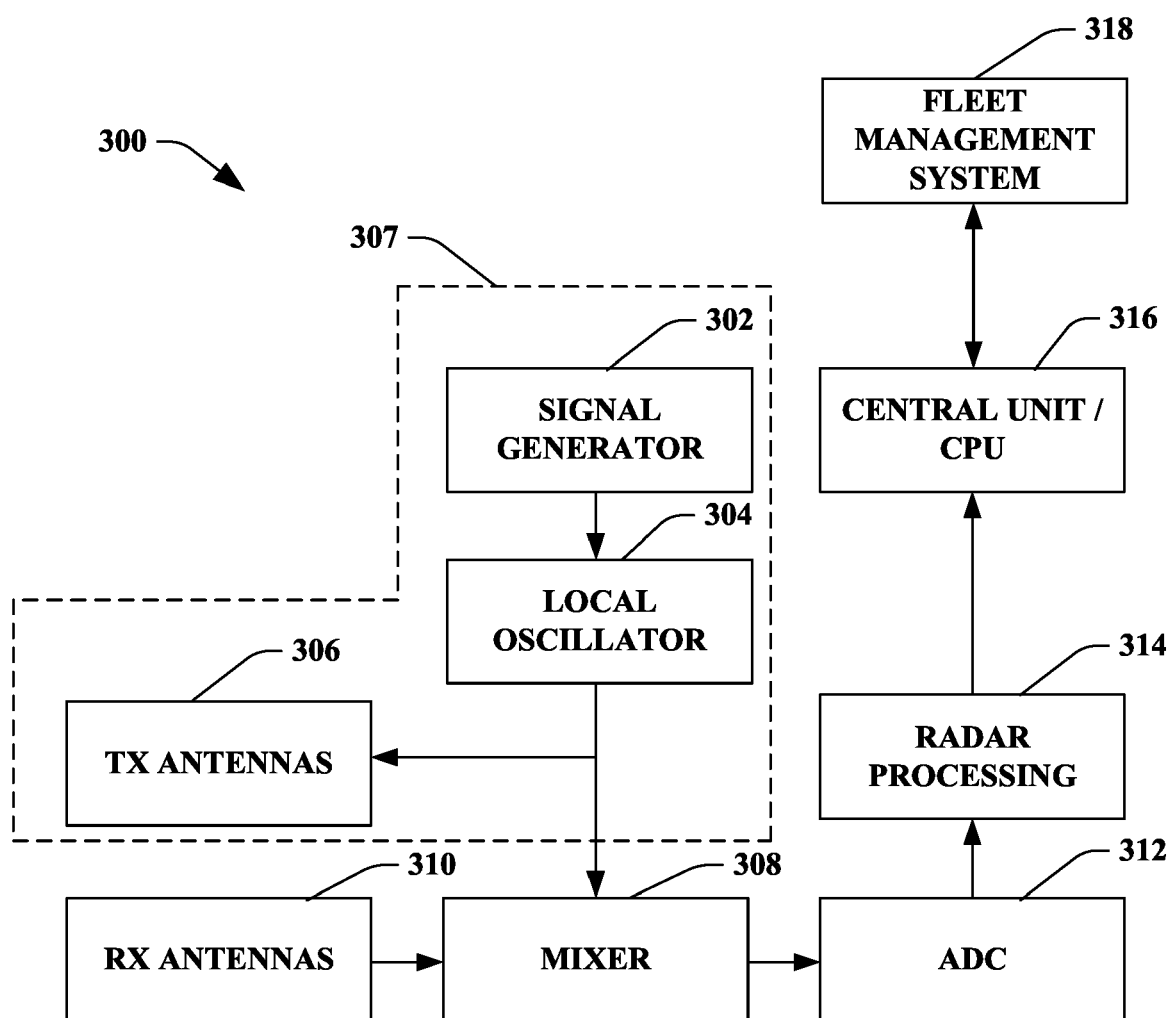 318
FLEET
MANAGEMENT
SYSTEM
300
307
302
316
SIGNAL
GENERATOR
CENTRAL UNIT /
CPU
304
LOCAL
OSCILLATOR
306
314
TX ANTENNAS
RADAR
PROCESSING
310
308
312
RX ANTENNAS
MIXER
ADC